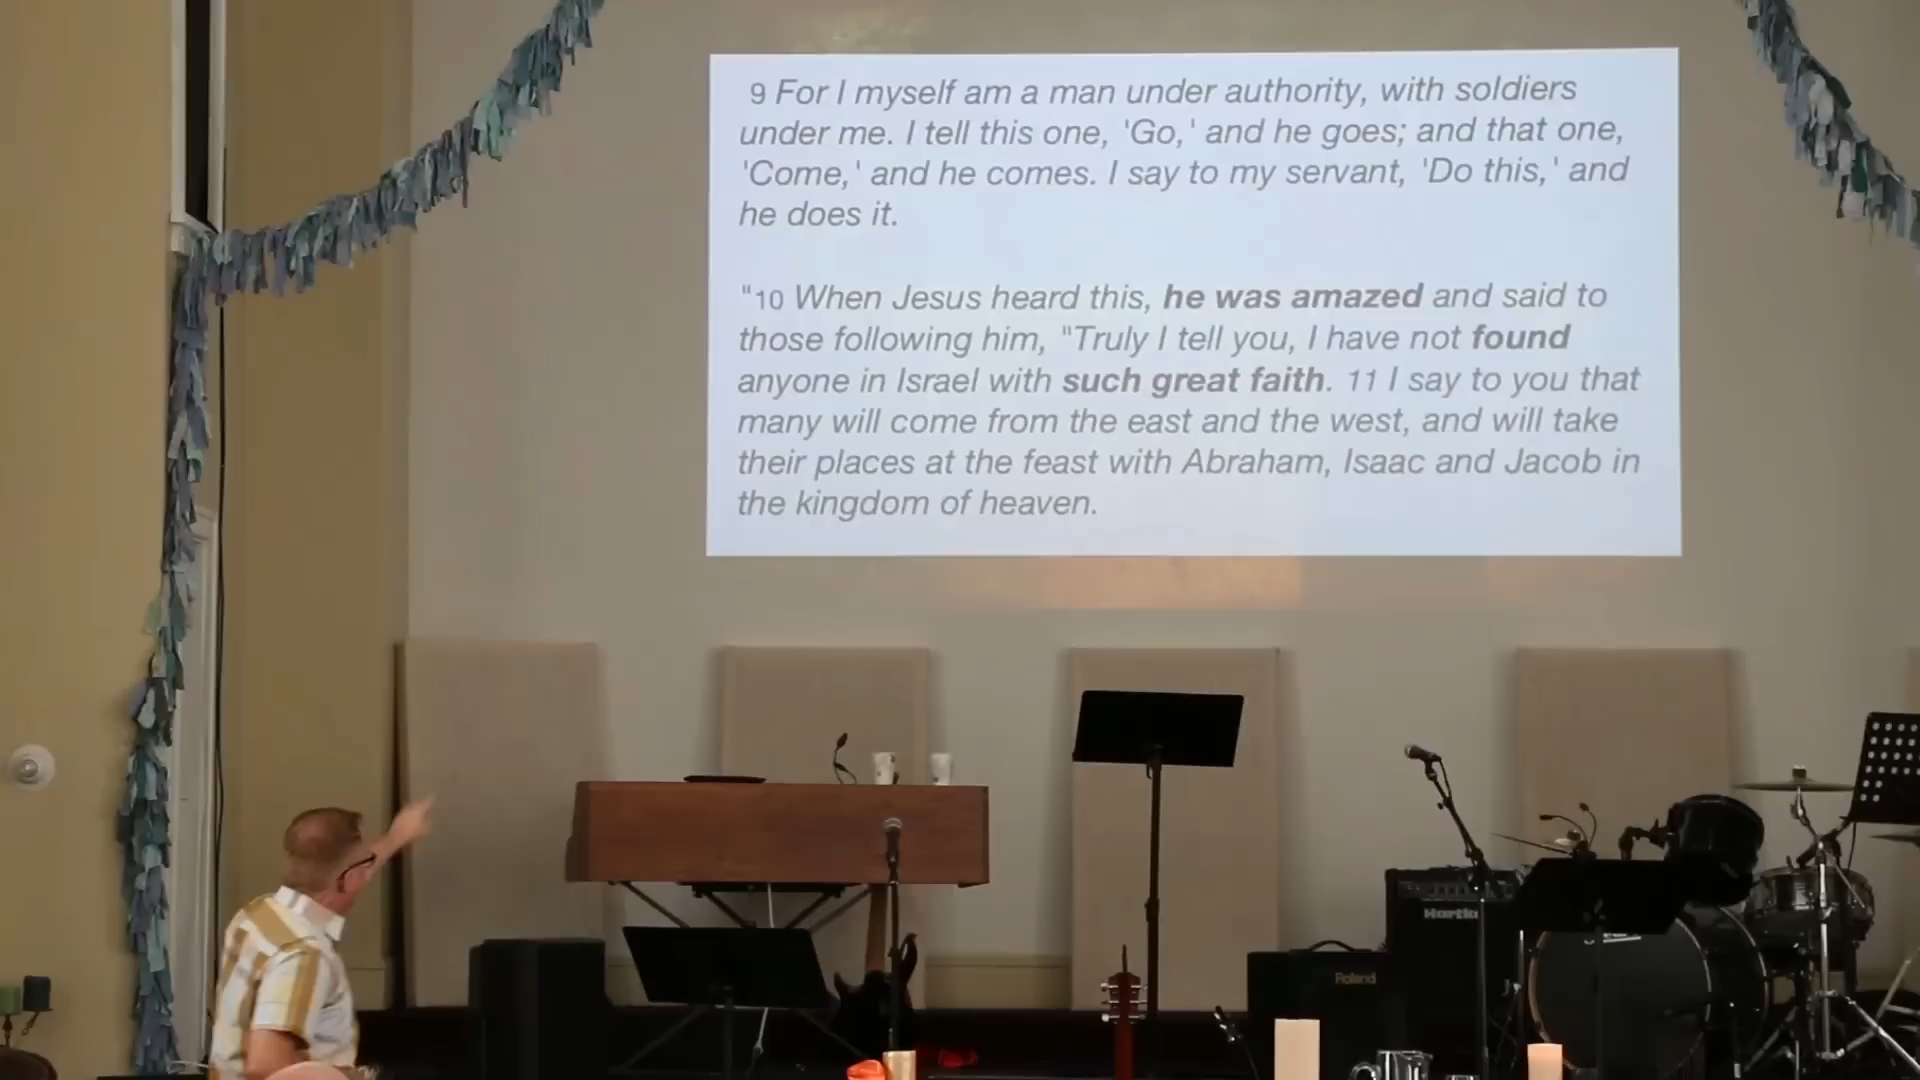 9 For I myself am a man under authority, with soldiers
under me. I tell this one, 'Go,' and he goes; and that one,
'Come,' and he comes. I say to my servant, 'Do this,' and
he does it.
"10 When Jesus heard this, he was amazed and said to
those following him, "Truly I tell you, I have not found
anyone in Israel with such great faith. 11 I say to you that
many will come from the east and the west, and will take
their places at the feast with Abraham, Isaac and Jacob in
the kingdom of heaven.
Roland